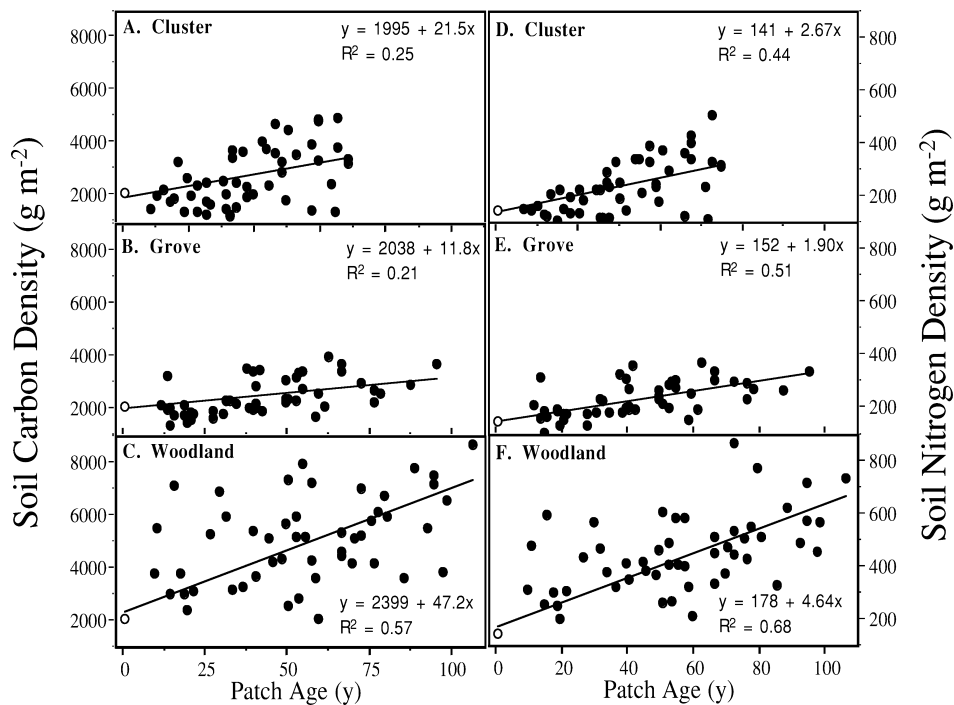 A. Cluster
y = 1995 + 21.5x
R² = 0.25
D. Cluster
y = 141 + 2.67x
R² = 0.44
8000
6000
4000
2000
800
600
400
200
B. Grove
y = 2038 + 11.8x
R² = 0.21
E. Grove
y = 152 + 1.90x
R² = 0.51
8000
6000
4000
2000
800
600
400
200
C. Woodland
y = 2399 + 47.2x
R² = 0.57
F. Woodland
y = 178 + 4.64x
R² = 0.68
8000
6000
4000
2000
800
600
400
200
0 25 50 75 100
0 20 40 60 80 100
Patch Age (y)
Patch Age (y)
Soil Carbon Density (g m⁻²)
Soil Nitrogen Density (g m⁻²)